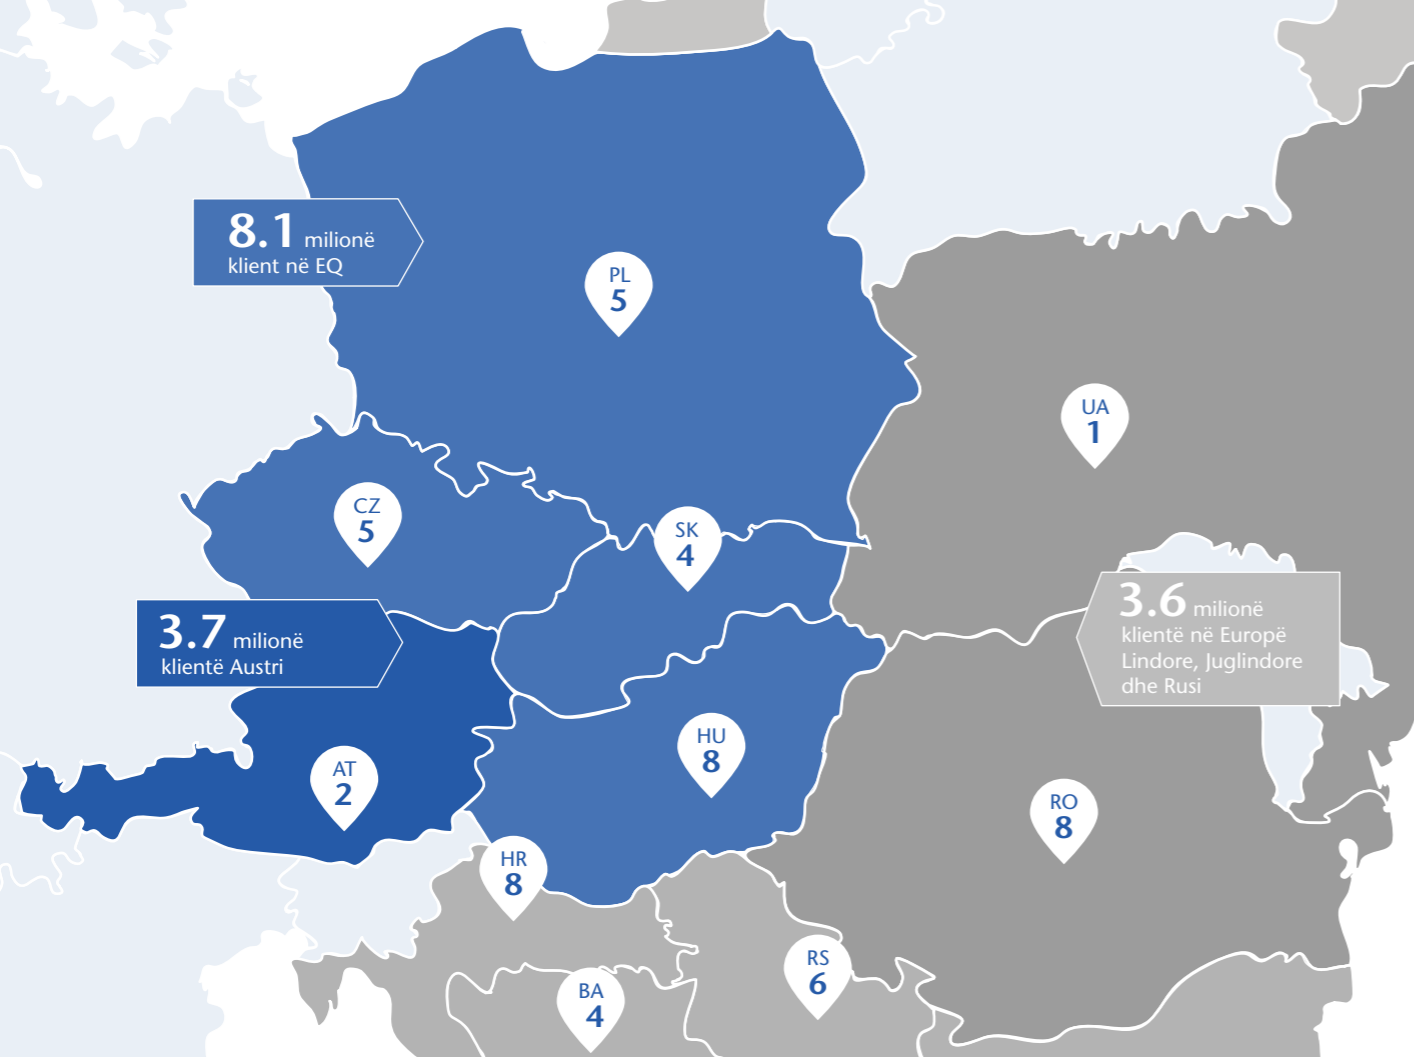 8.1 milionë
klient në EQ
PL
5
UA
1
CZ
5
SK
4
3.7 milionë
klientë Austri
3.6 milionë
klientë në Europë
Lindore, Juglindore
dhe Rusi
HU
8
AT
2
RO
8
HR
8
RS
6
BA
4